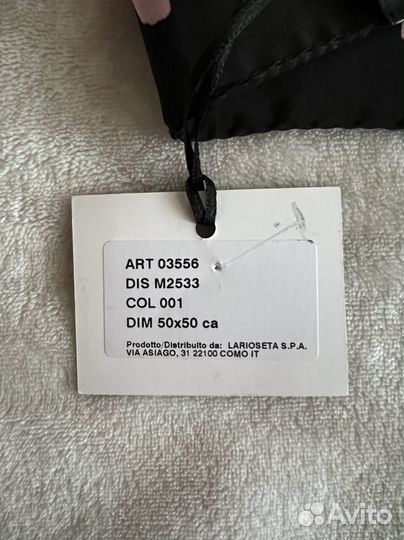 ART 03556
DIS M2533
COL 001
DIM 50x50 ca
Prodotto/Distribuito da: LARIOSETA S.P.A.
VIA ASIAGO, 31 22100 COMO IT
Avito